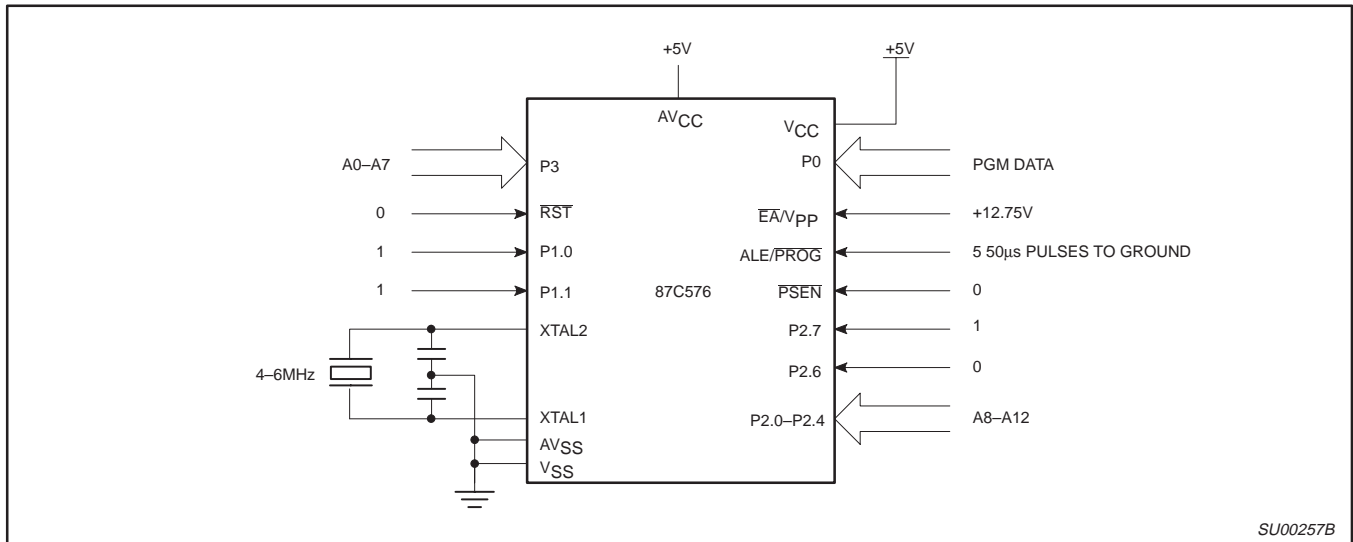 +5V
+5V
AVCC
VCC
A0–A7
P3
P0
PGM DATA
0
RST
EA/VPP
+12.75V
1
P1.0
ALE/PROG
5 50µs PULSES TO GROUND
1
P1.1
87C576
PSEN
0
XTAL2
P2.7
1
4–6MHz
P2.6
0
XTAL1
P2.0–P2.4
A8–A12
AVSS
VSS
SU00257B